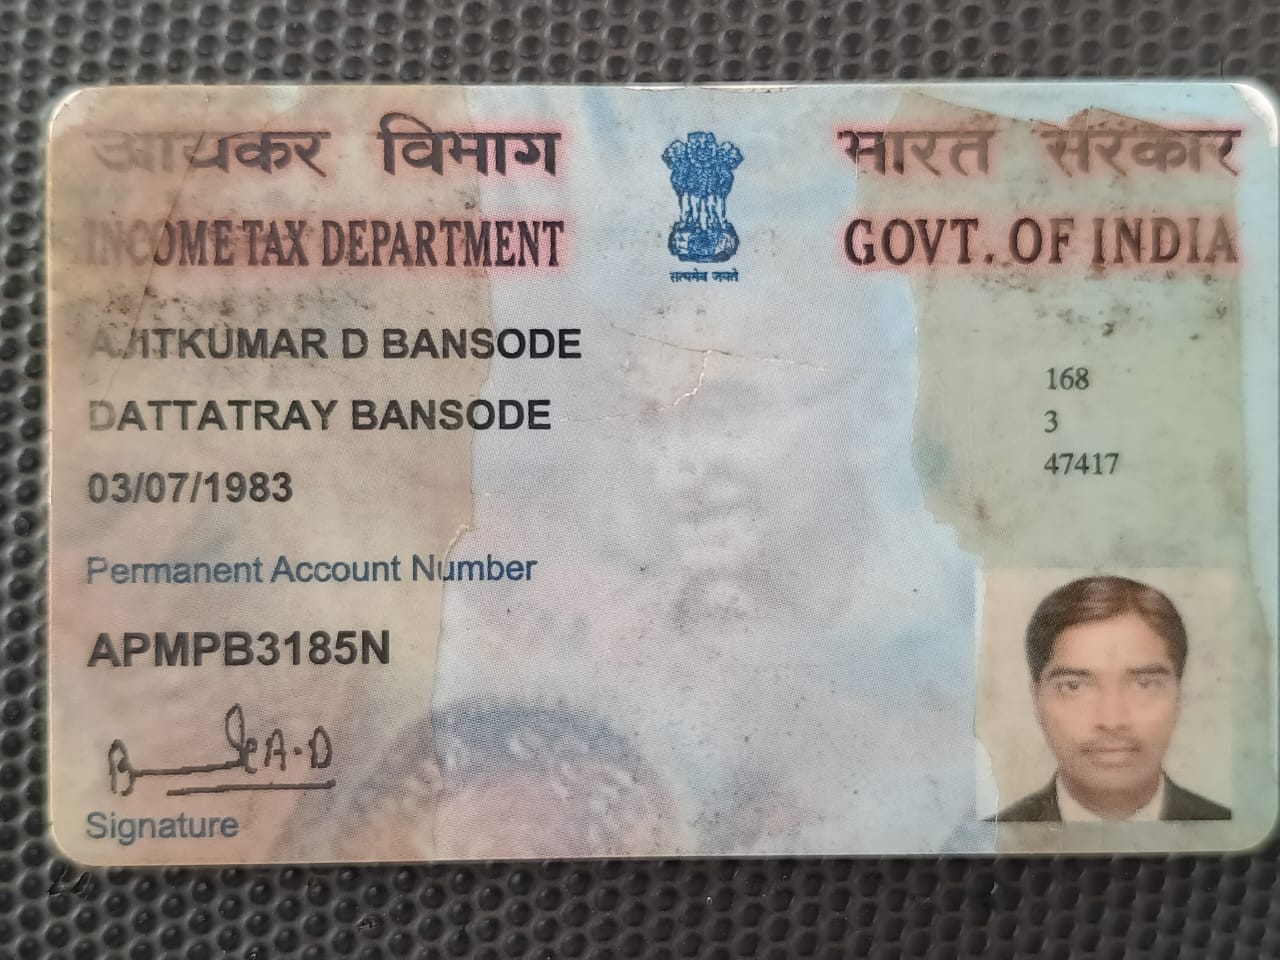 आयकर विभाग
INCOME TAX DEPARTMENT
भारत सरकार
GOVT. OF INDIA
सत्यमेव जयते
AJITKUMAR D BANSODE
DATTATRAY BANSODE
03/07/1983
Permanent Account Number
APMPB3185N
Signature
168
3
47417